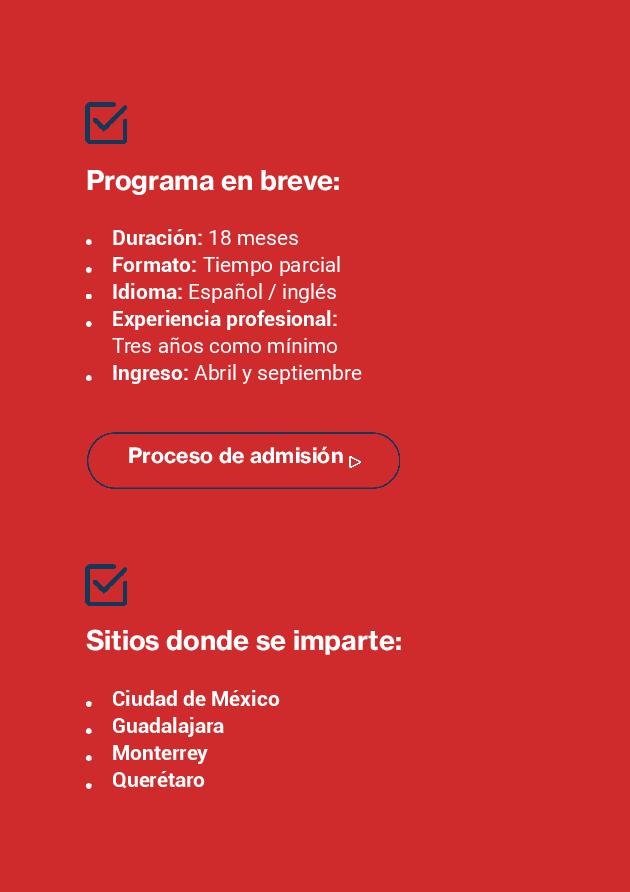 Programa en breve:
Duración: 18 meses
Formato: Tiempo parcial
Idioma: Español / inglés
Experiencia profesional:
Tres años como mínimo
Ingreso: Abril y septiembre
Proceso de admisión
Sitios donde se imparte:
Ciudad de México
Guadalajara
Monterrey
Querétaro